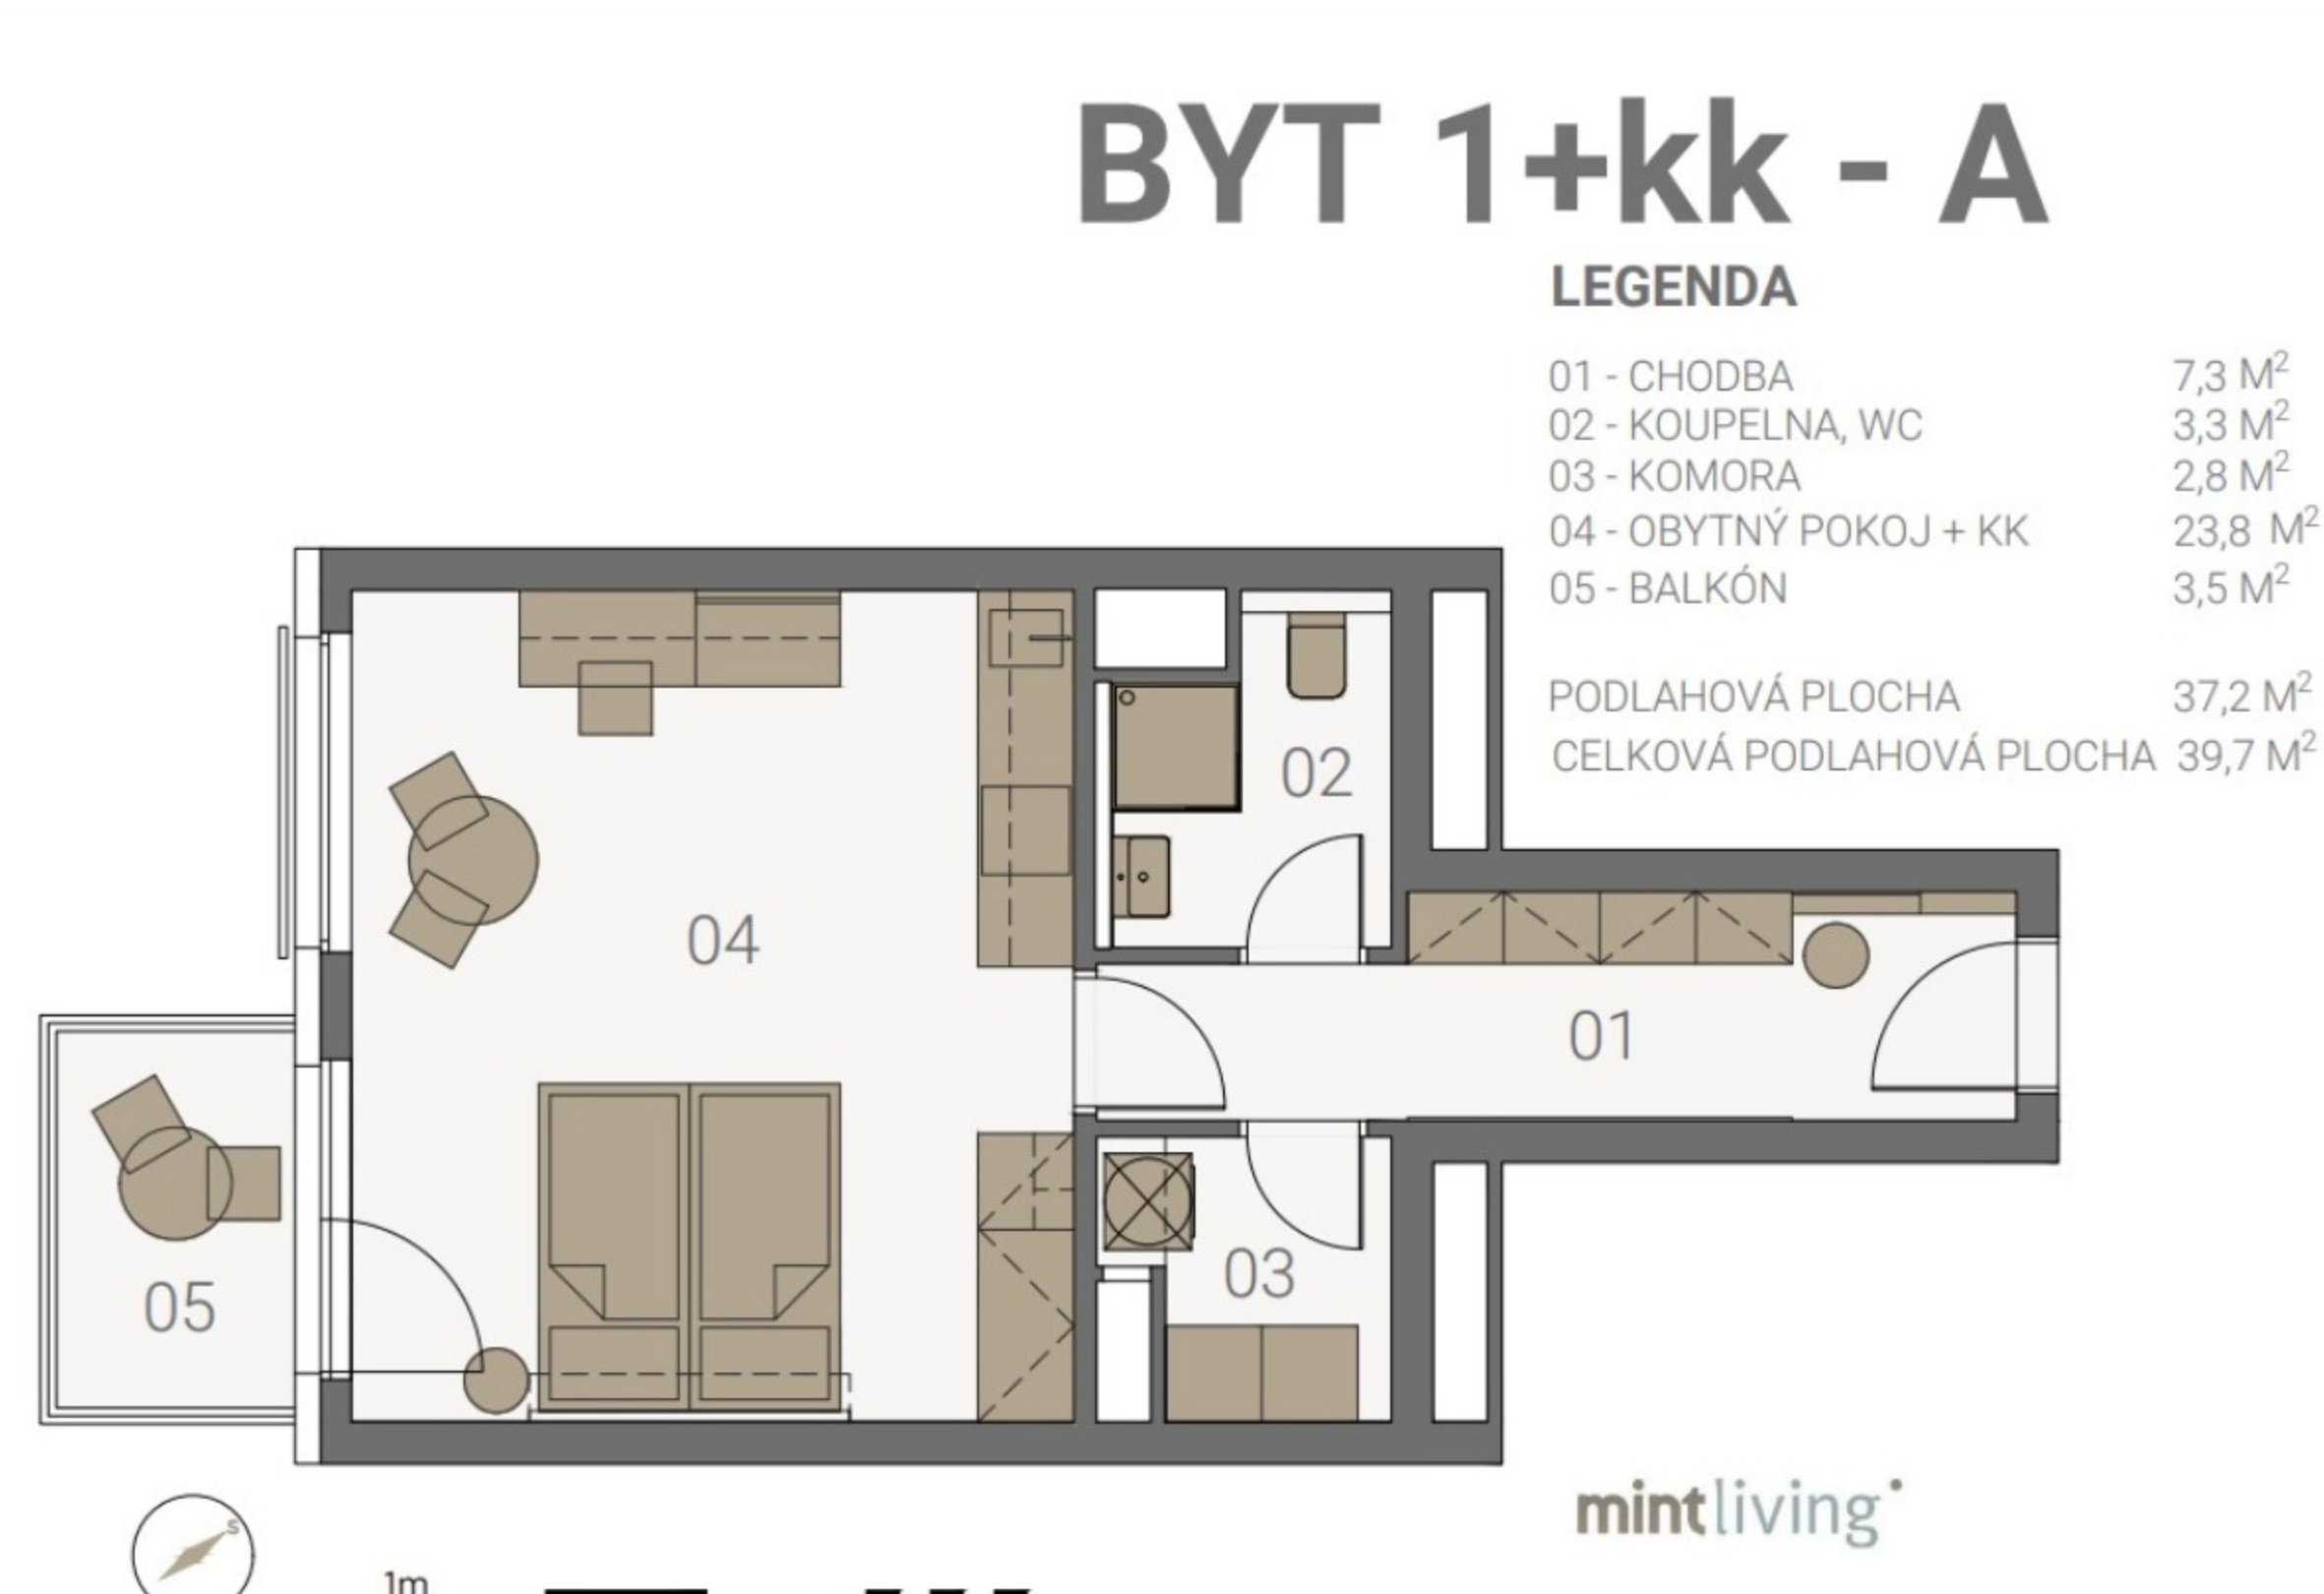 BYT 1+kk - A
LEGENDA
01 - CHODBA 7,3 M²
02 - KOUPELNA, WC 3,3 M²
03 - KOMORA 2,8 M²
04 - OBYTNÝ POKOJ + KK 23,8 M²
05 - BALKÓN 3,5 M²
PODLAHOVÁ PLOCHA 37,2 M²
CELKOVÁ PODLAHOVÁ PLOCHA 39,7 M²
02
04
01
03
05
mintliving
S
1m